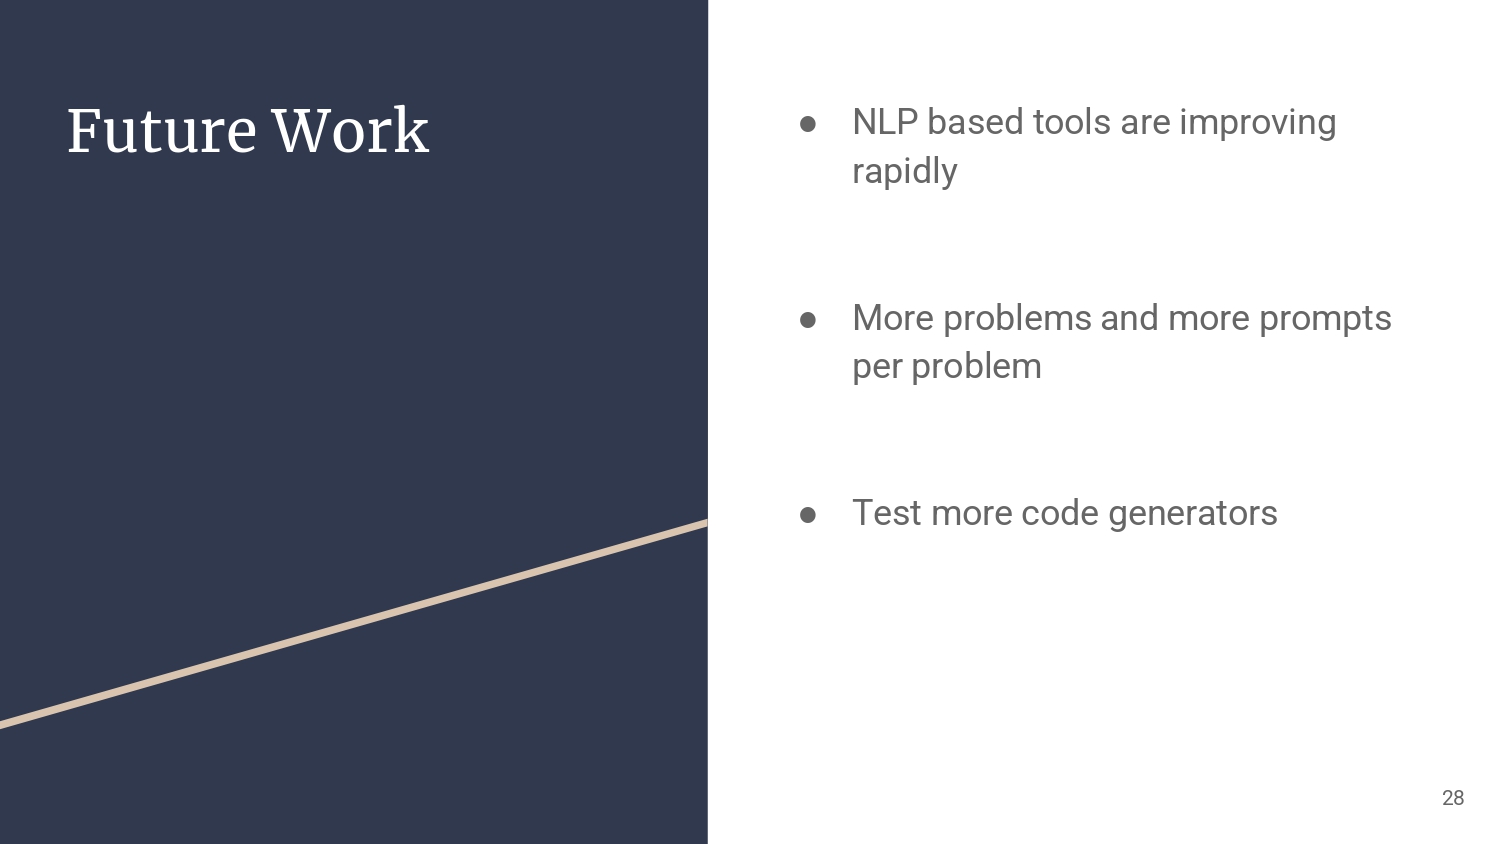 Future Work
● NLP based tools are improving
rapidly
● More problems and more prompts
per problem
● Test more code generators
28